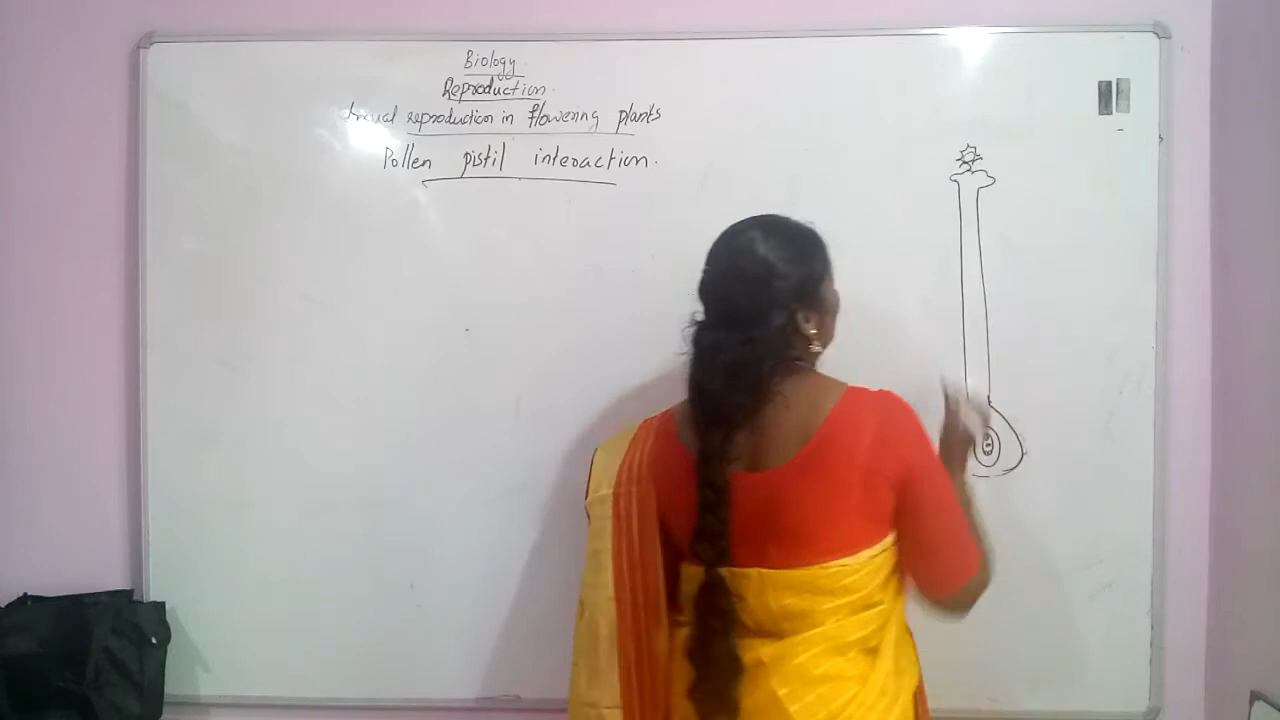 Biology
Reproduction.
reproduction in flowering plants
Pollen pistil interaction.